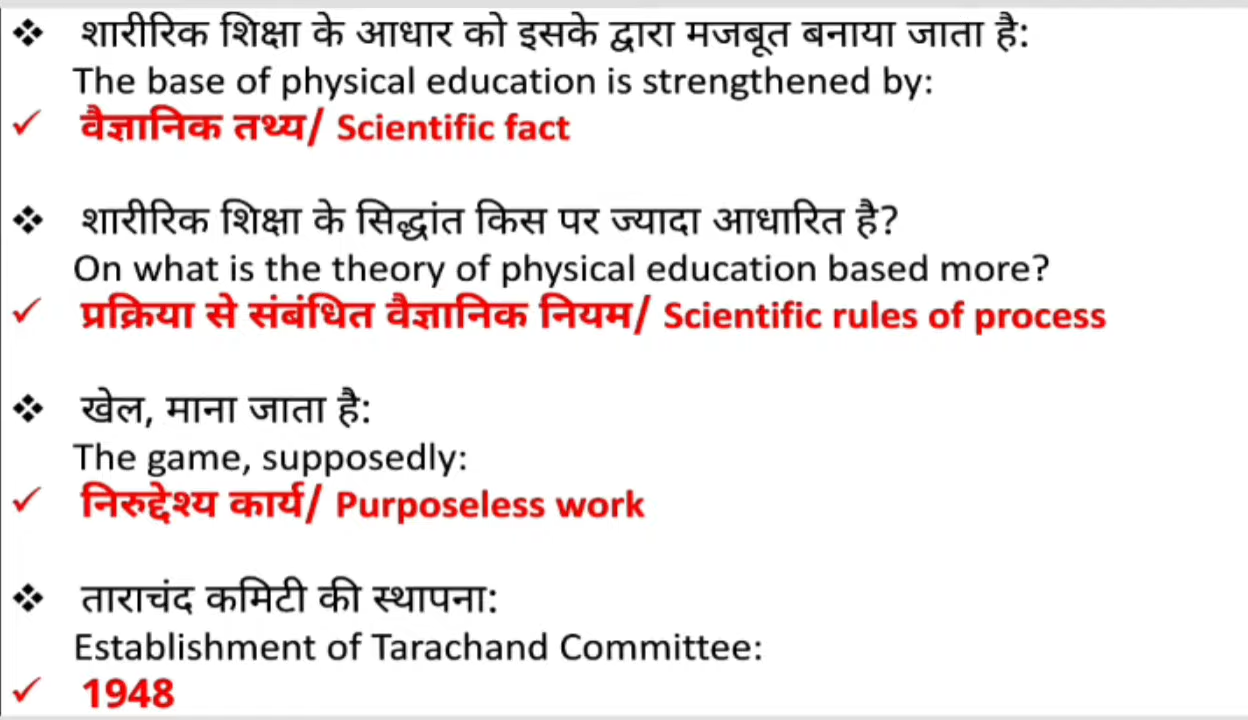 ❖ शारीरिक शिक्षा के आधार को इसके द्वारा मजबूत बनाया जाता है:
The base of physical education is strengthened by:
✓ वैज्ञानिक तथ्य/ Scientific fact
❖ शारीरिक शिक्षा के सिद्धांत किस पर ज्यादा आधारित है?
On what is the theory of physical education based more?
✓ प्रक्रिया से संबंधित वैज्ञानिक नियम/ Scientific rules of process
❖ खेल, माना जाता है:
The game, supposedly:
✓ निरुद्देश्य कार्य/ Purposeless work
❖ ताराचंद कमिटी की स्थापना:
Establishment of Tarachand Committee:
✓ 1948